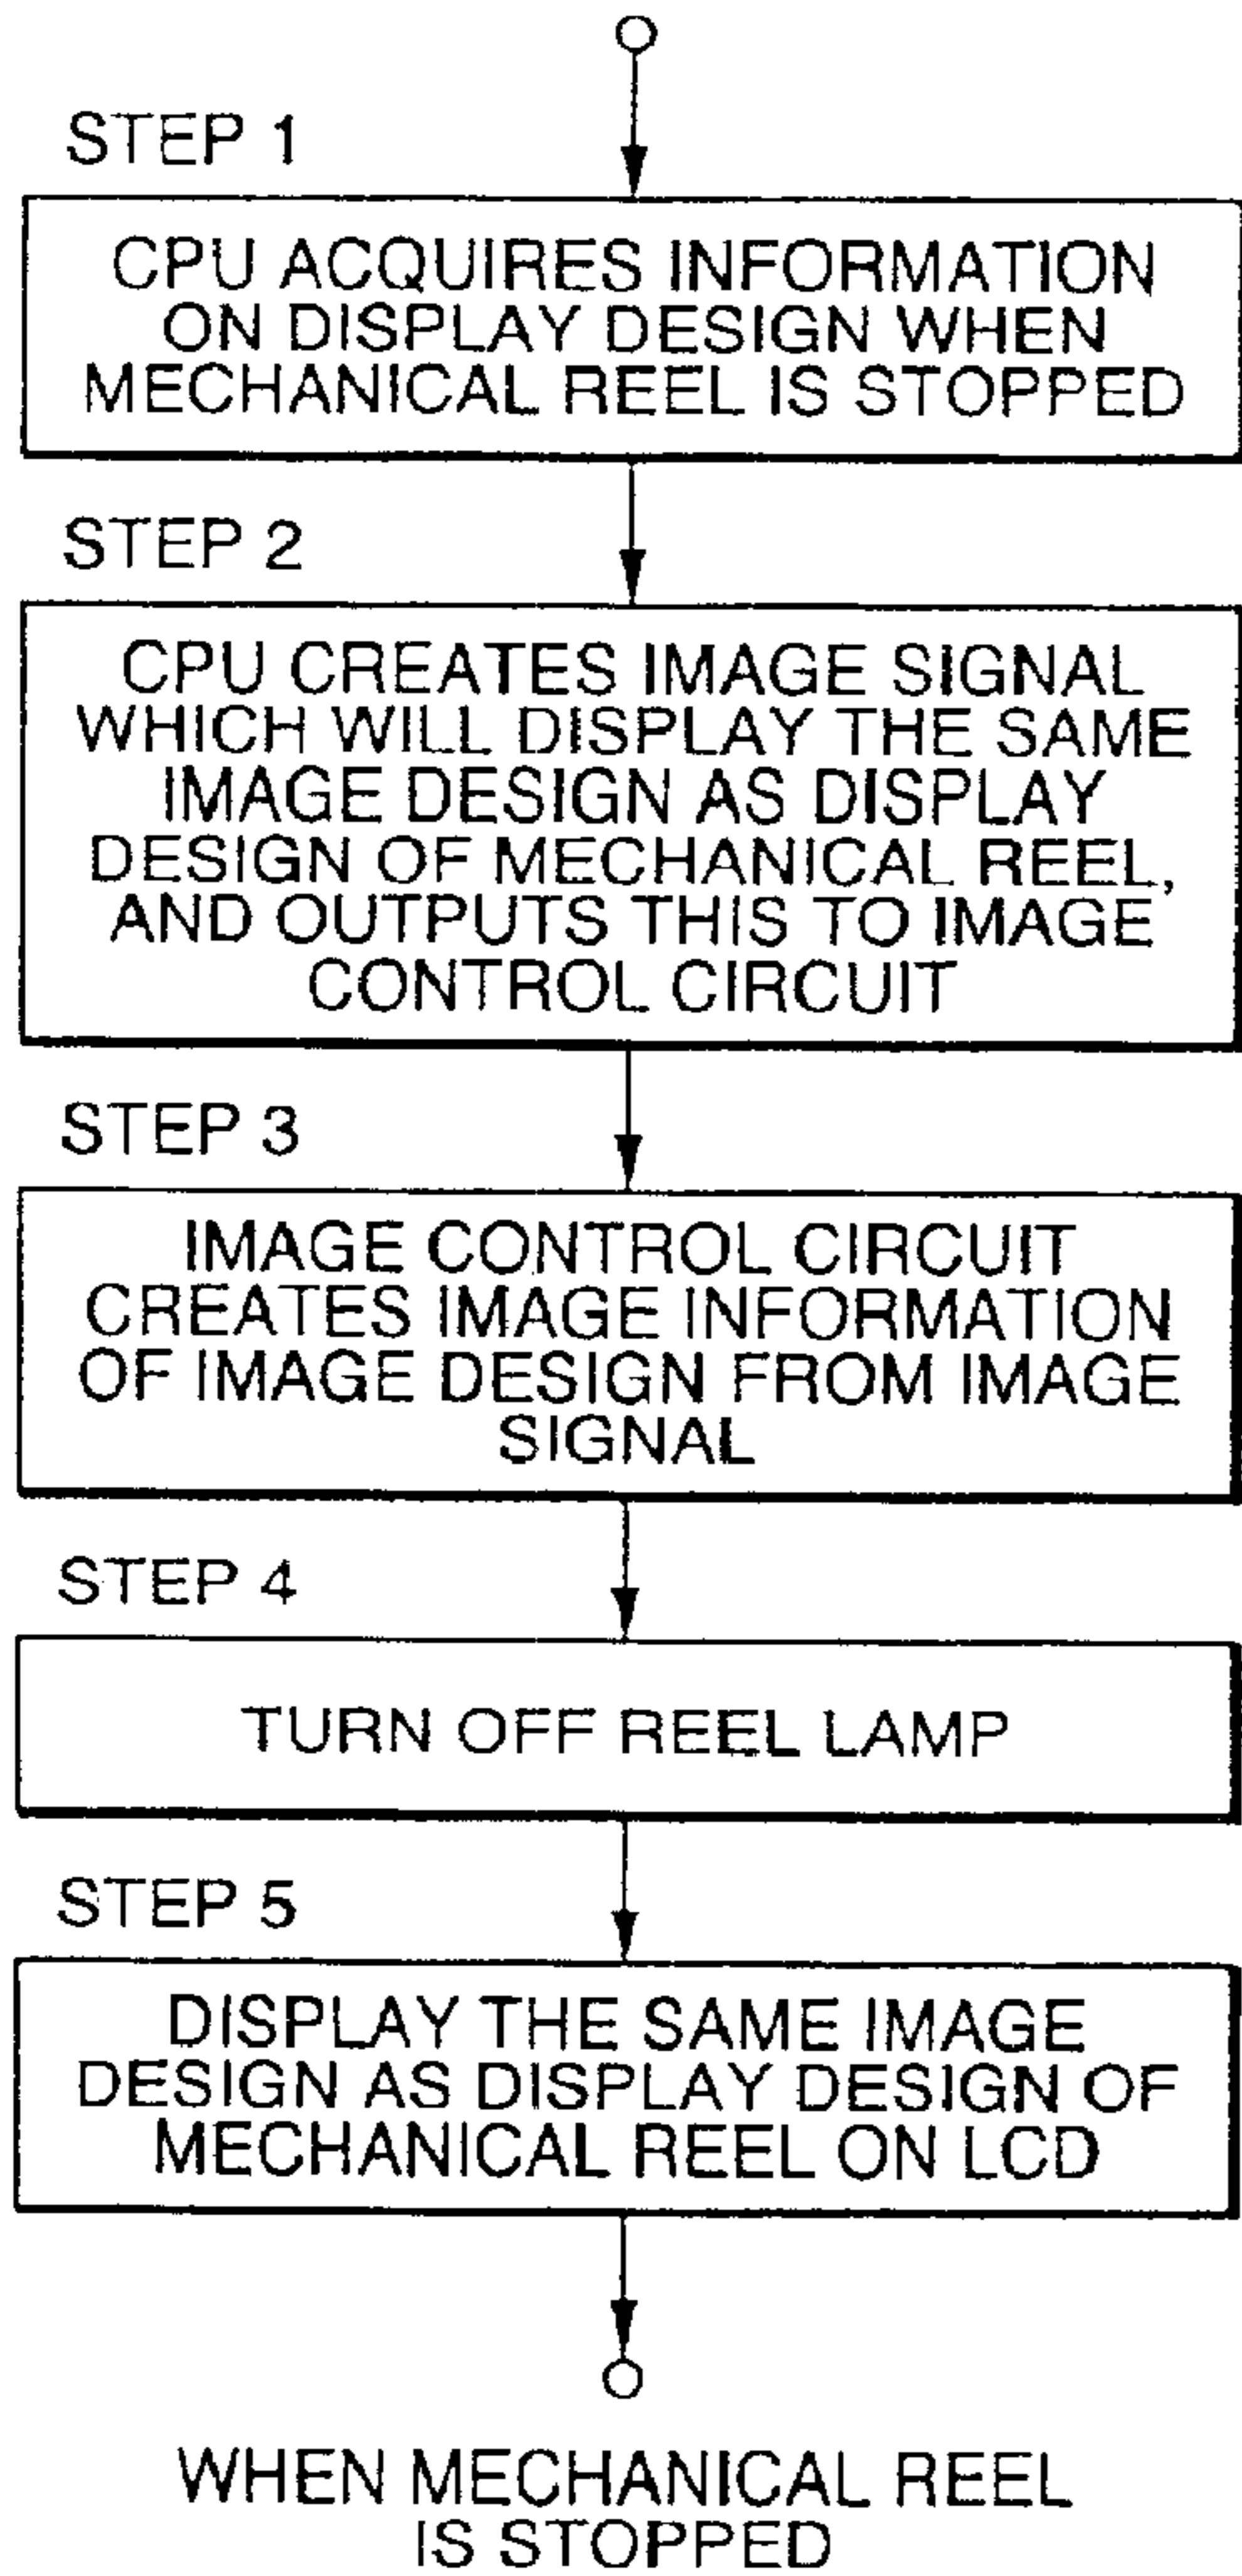 STEP 1
CPU ACQUIRES INFORMATION
ON DISPLAY DESIGN WHEN
MECHANICAL REEL IS STOPPED
STEP 2
CPU CREATES IMAGE SIGNAL
WHICH WILL DISPLAY THE SAME
IMAGE DESIGN AS DISPLAY
DESIGN OF MECHANICAL REEL,
AND OUTPUTS THIS TO IMAGE
CONTROL CIRCUIT
STEP 3
IMAGE CONTROL CIRCUIT
CREATES IMAGE INFORMATION
OF IMAGE DESIGN FROM IMAGE
SIGNAL
STEP 4
TURN OFF REEL LAMP
STEP 5
DISPLAY THE SAME IMAGE
DESIGN AS DISPLAY DESIGN OF
MECHANICAL REEL ON LCD
WHEN MECHANICAL REEL
IS STOPPED